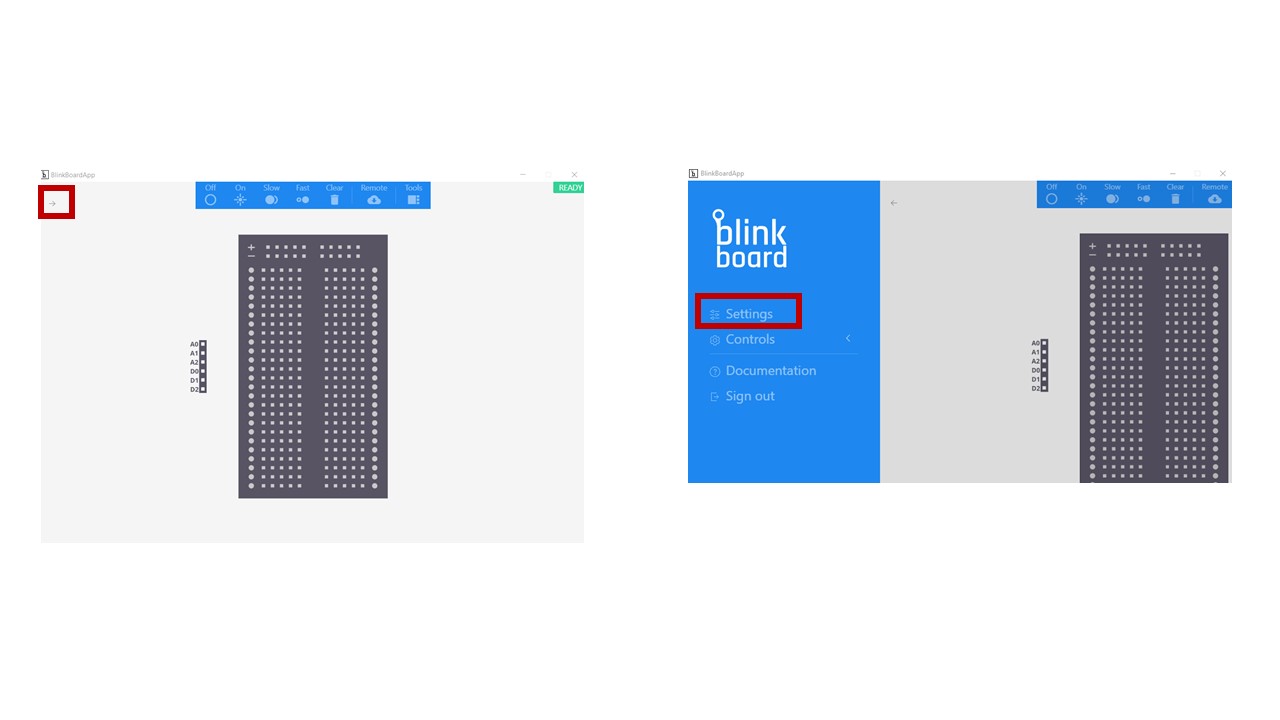 BlinkBoardApp
READY
Off On Slow Fast Clear Remote Tools
A0
A1
A2
D0
D1
D2
BlinkBoardApp
Off On Slow Fast Clear Remote
blink
board
Settings
Controls
Documentation
Sign out
A0
A1
A2
D0
D1
D2